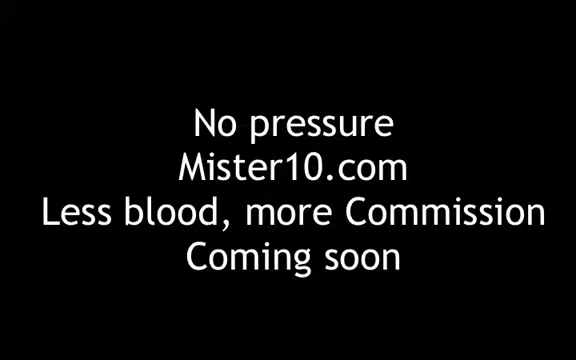 No pressure
Mister10.com
Less blood, more Commission
Coming soon